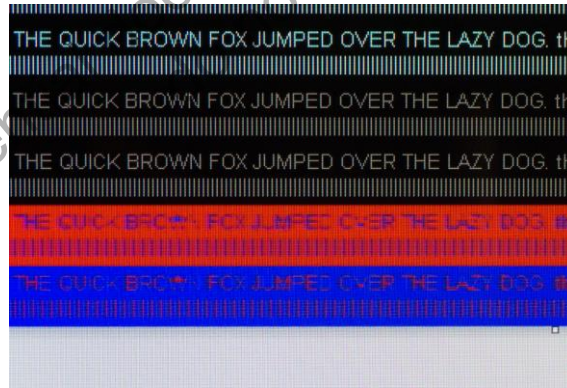 THE QUICK BROWN FOX JUMPED OVER THE LAZY DOG. th
THE QUICK BROWN FOX JUMPED OVER THE LAZY DOG. th
THE QUICK BROWN FOX JUMPED OVER THE LAZY DOG. th
THE QUICK BROWN FOX JUMPED OVER THE LAZY DOG.
THE QUICK BROWN FOX JUMPED OVER THE LAZY DOG.